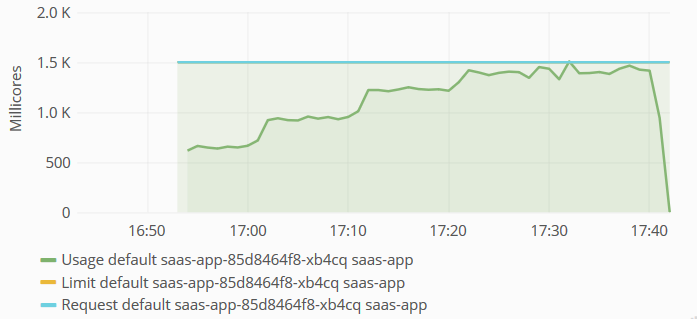 2.0 K
1.5 K
1.0 K
500
0
Millicores
16:50 17:00 17:10 17:20 17:30 17:40
Usage default saas-app-85d8464f8-xb4cq saas-app
Limit default saas-app-85d8464f8-xb4cq saas-app
Request default saas-app-85d8464f8-xb4cq saas-app